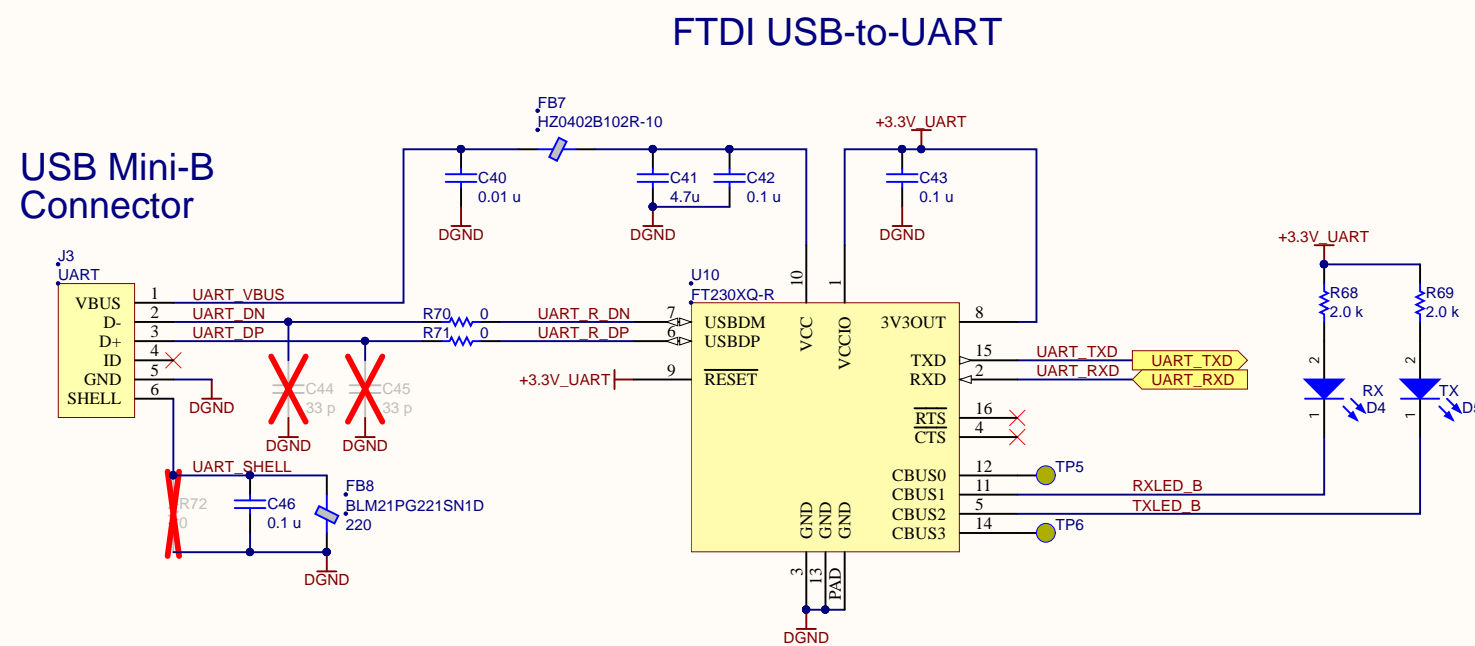 FTDI USB-to-UART
FB7
HZ0402B102R-10
+3.3V_UART
USB Mini-B
Connector
C40
0.01 u
C41
4.7u
C42
0.1 u
C43
0.1 u
DGND
DGND
DGND
+3.3V_UART
J3
UART
U10
FT230XQ-R
10
1
R68
2.0 k
R69
2.0 k
VBUS
1
UART_VBUS
D-
2
UART_DN
R70
0
UART_R_DN
7
USBDM
VCC
VCCIO
3V3OUT
8
D+
3
UART_DP
R71
0
UART_R_DP
6
USBDP
ID
4
TXD
15
UART_TXD
UART_TXD
GND
5
+3.3V_UART
9
RESET
RXD
2
UART_RXD
UART_RXD
SHELL
6
DGND
C44
33 p
C45
33 p
2
2
RX
D4
TX
D5
1
1
RTS
16
CTS
4
DGND
DGND
UART_SHELL
CBUS0
12
TP5
CBUS1
11
RXLED_B
CBUS2
5
TXLED_B
CBUS3
14
TP6
R72
0
C46
0.1 u
FB8
BLM21PG221SN1D
220
GND
GND
GND
3
13
PAD
DGND
DGND